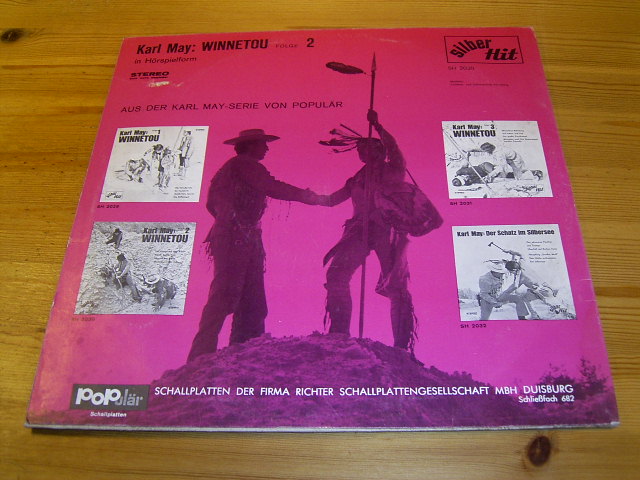 Karl May: WINNETOU FOLGE 2
in Hörspielform
STEREO
silber Hit
SH 2030
AUS DER KARL MAY-SERIE VON POPULÄR
Karl May: 1
WINNETOU
SH 2029
Karl May: 3
WINNETOU
SH 2031
Karl May: 2
WINNETOU
SH 2030
Karl May: Der Schatz im Silbersee
SH 2032
POPulär
Schallplatten
SCHALLPLATTEN DER FIRMA RICHTER SCHALLPLATTENGESELLSCHAFT MBH DUISBURG
Schließfach 682